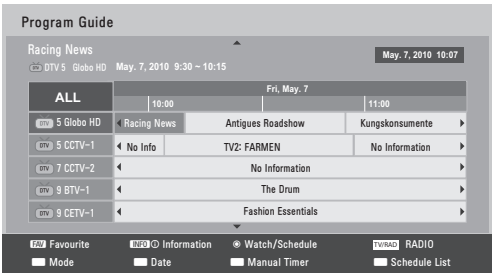 Program Guide
Racing News
May. 7, 2010 10:07
DTV DTV 5 Globo HD May. 7, 2010 9:30 ~ 10:15
ALL
Fri, May. 7
10:00 11:00
DTV 5 Globo HD Racing News Antigues Roadshow Kungskonsumente
DTV 5 CCTV-1 No Info TV2: FARMEN No Information
DTV 7 CCTV-2 No Information
DTV 9 BTV-1 The Drum
DTV 9 CETV-1 Fashion Essentials
FAV Favourite INFO ⓘ Information ◉ Watch/Schedule TV/RAD RADIO
Mode Date Manual Timer Schedule List